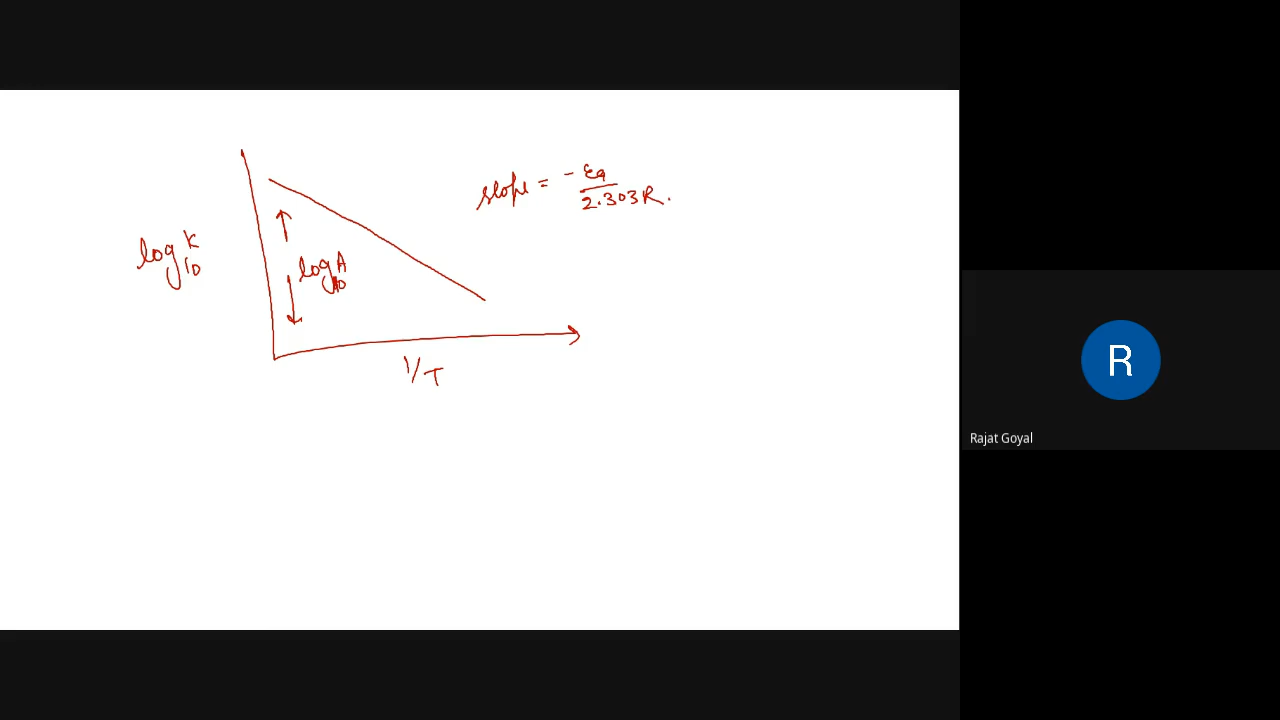 slope = - Ea / 2.303R.
log₁₀ K
log₁₀ A
1/T
R
Rajat Goyal